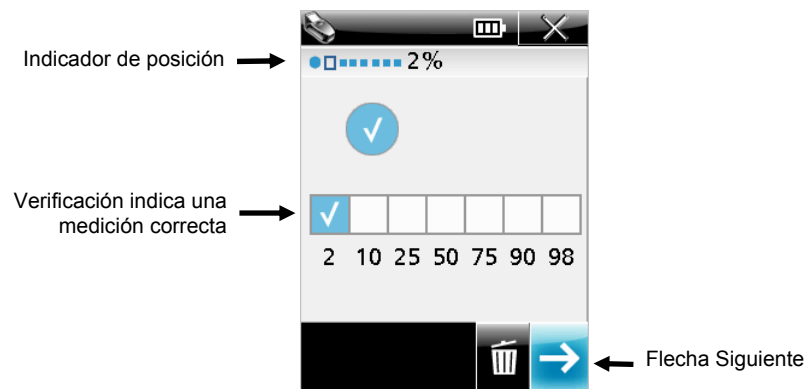 Indicador de posición
2%
Verificación indica una
medición correcta
2 10 25 50 75 90 98
Flecha Siguiente